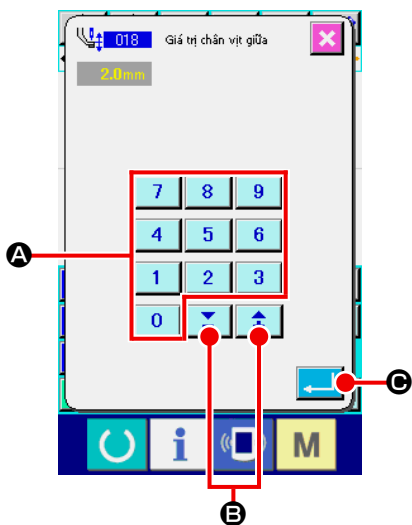 018 Giá trị chân vịt giữa
2.0mm
7 8 9
4 5 6
A
1 2 3
0
C
i M
B